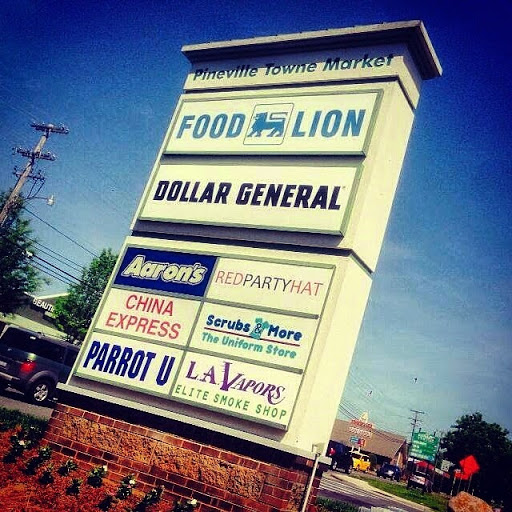 Pineville Towne Market
FOOD LION
DOLLAR GENERAL
Aaron's
REDPARTYHAT
CHINA
EXPRESS
Scrubs & More
The Uniform Store
PARROT U
L.A. VAPORS
ELITE SMOKE SHOP
BEAUTI